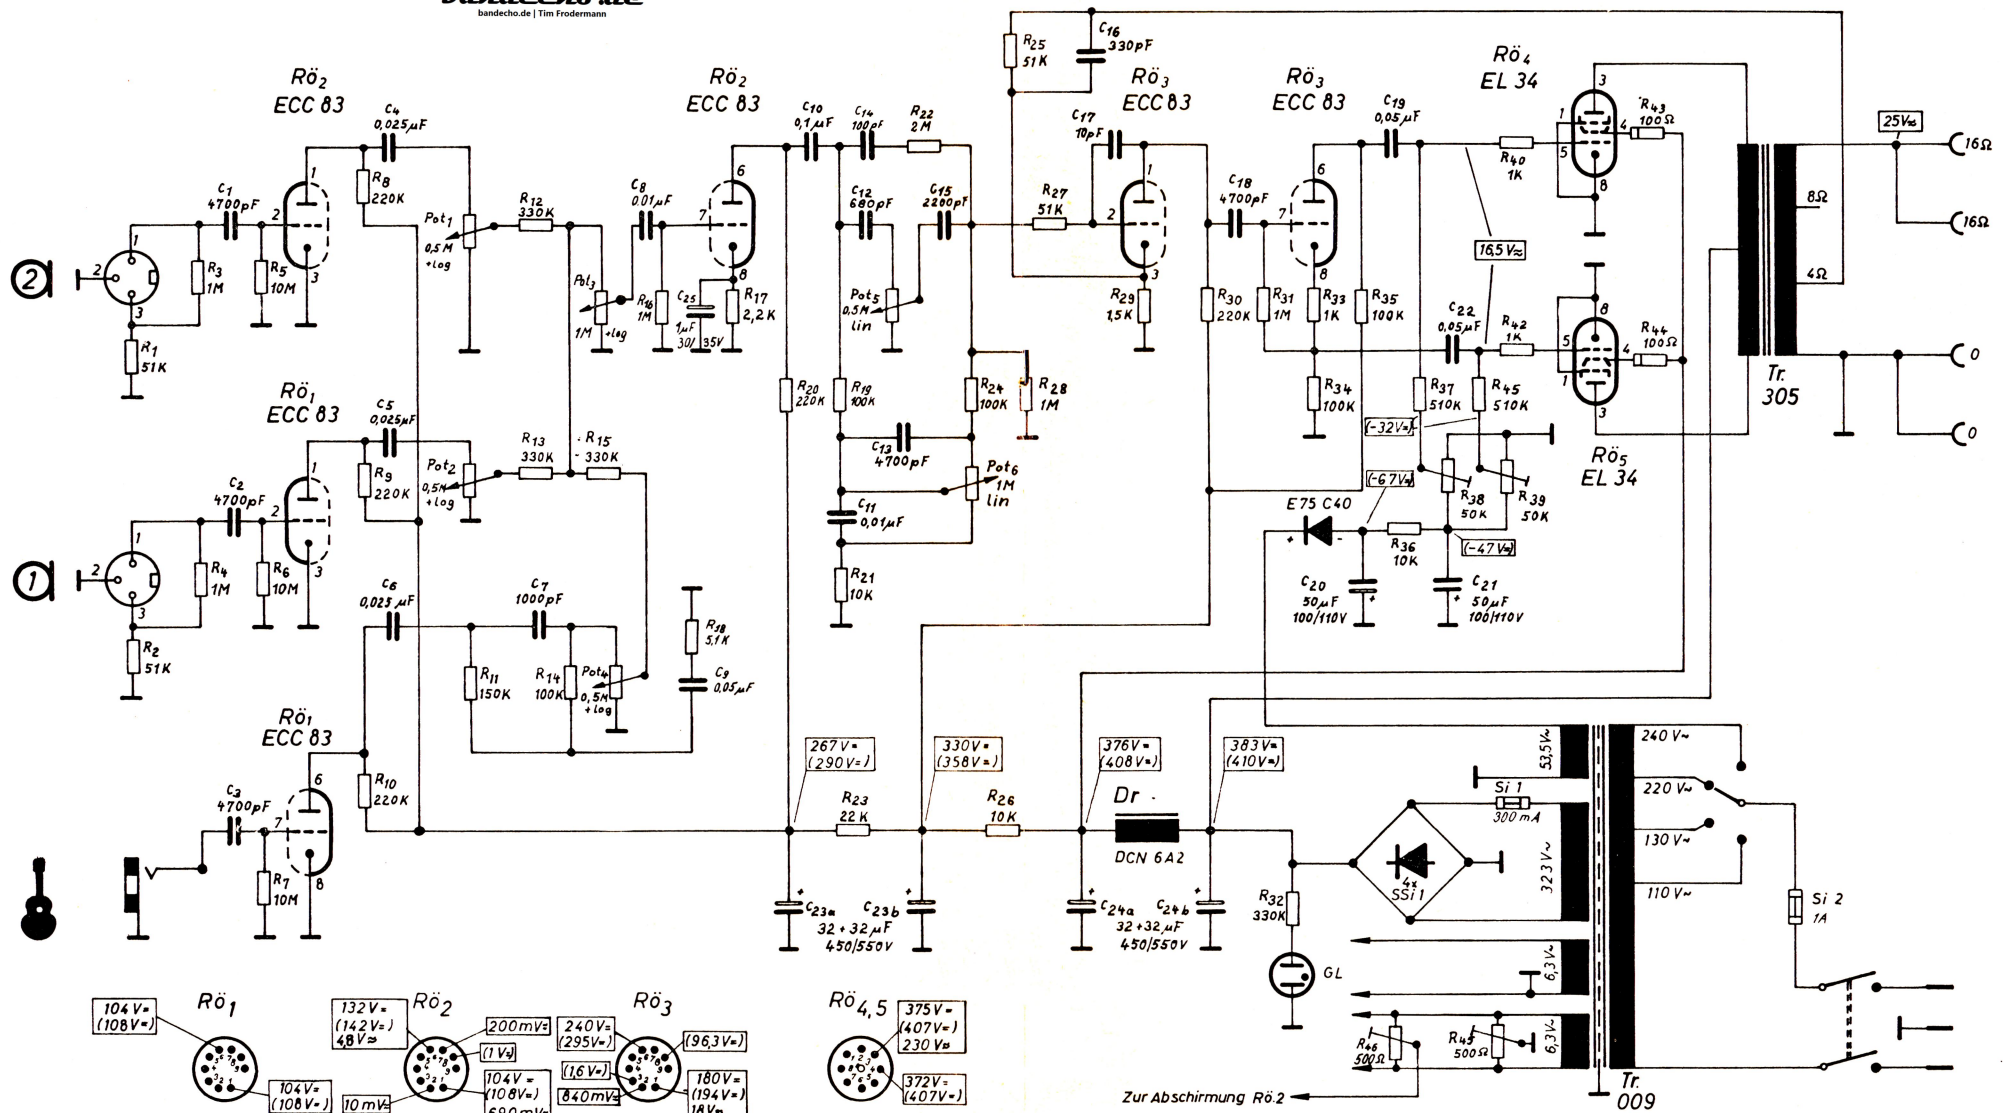 bandecho.de | Tim Frodermann
R25
51K
C16
330pF
Rö2
ECC 83
Rö2
ECC 83
Rö3
ECC 83
Rö3
ECC 83
Rö4
EL 34
C4
0,025µF
C10
0,1µF
C14
100pF
R22
2M
C17
10pF
C19
0,05µF
R43
100Ω
25V≈
16Ω
R8
220K
C1
4700pF
R12
330K
C8
0,01µF
C12
680pF
C15
2200pF
R27
51K
C18
4700pF
R40
1K
8Ω
16Ω
Pot1
0,5M
+log
16,5V≈
2
R3
1M
R5
10M
Pot3
1M
+log
R16
1M
C25
1µF
30/35V
R17
2,2K
Pot5
0,5M
lin
R29
1,5K
R30
220K
R31
1M
R33
1K
R35
100K
C22
0,05µF
R42
1K
R44
100Ω
4Ω
0
R1
51K
R20
220K
R19
100K
R24
100K
R28
1M
R34
100K
R37
510K
R45
510K
Tr.
305
Rö1
ECC 83
C5
0,025µF
R13
330K
R15
330K
C13
4700pF
(-32V=)
0
Rö5
EL 34
R9
220K
Pot2
0,5M
+log
Pot6
1M
lin
(-67V=)
R38
50K
R39
50K
C2
4700pF
C11
0,01µF
E75 C40
R36
10K
(-47V=)
1
R4
1M
R6
10M
R21
10K
C20
50µF
100/110V
C21
50µF
100/110V
R2
51K
C6
0,025µF
C7
1000pF
R18
5,1K
R11
150K
R14
100K
Pot4
0,5M
+log
C9
0,05µF
Rö1
ECC 83
267V=
(290V=)
330V=
(358V=)
376V=
(408V=)
383V=
(410V=)
53,5V~
240V~
R10
220K
C3
4700pF
R23
22K
R26
10K
Dr
DCN 6A2
Si 1
300mA
220V~
130V~
110V~
4x
SSi1
323V~
R7
10M
C23a
C23b
32+32µF
450/550V
C24a
C24b
32+32µF
450/550V
R32
330K
Si 2
1A
GL
6,3V~
Rö1
Rö2
Rö3
Rö4,5
104V=
(108V=)
132V=
(142V=)
4,8V≈
200mV=
(1V=)
240V=
(295V=)
(96,3V=)
375V=
(407V=)
230V≈
R46
500Ω
R45
500Ω
6,3V~
104V=
(108V=)
10mV=
104V=
(108V=)
(1,6V=)
840mV=
180V=
(194V=)
372V=
(407V=)
Zur Abschirmung Rö.2
Tr.
009